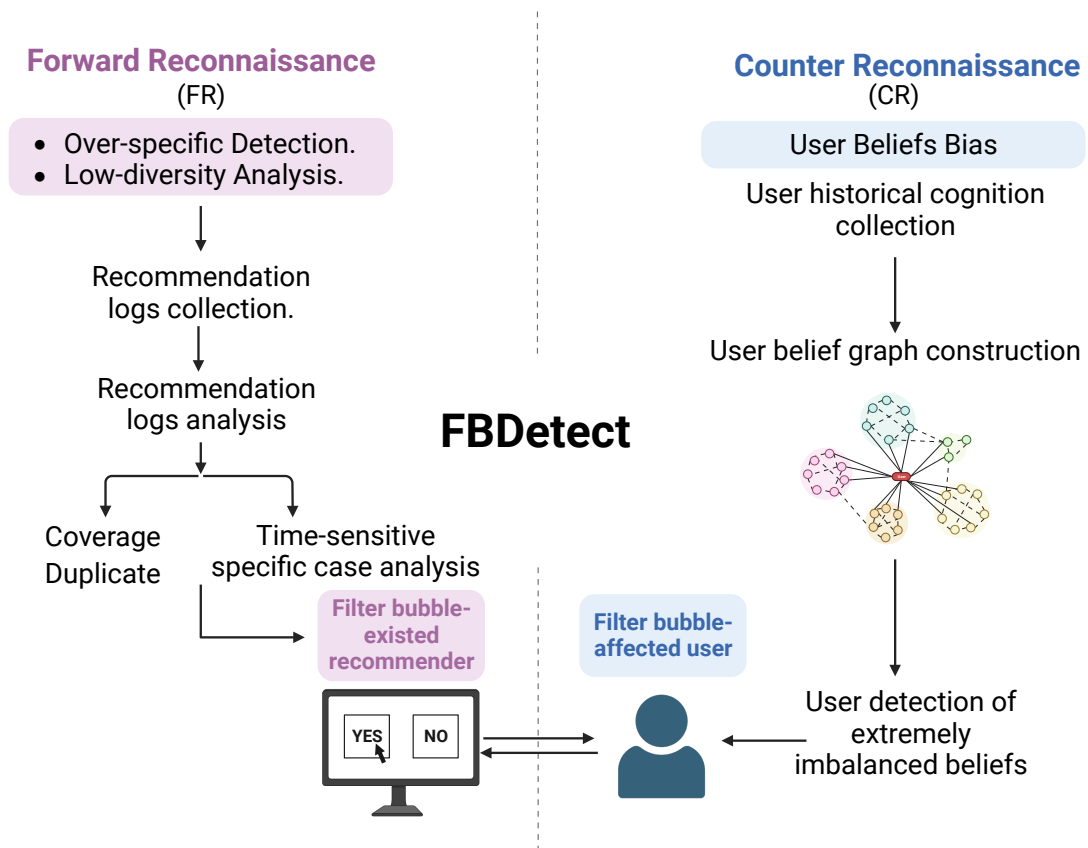 Forward Reconnaissance
(FR)
• Over-specific Detection.
• Low-diversity Analysis.
Recommendation
logs collection.
Recommendation
logs analysis
Coverage
Duplicate
Time-sensitive
specific case analysis
Filter bubble-
existed
recommender
YES
NO
FBDetect
Counter Reconnaissance
(CR)
User Beliefs Bias
User historical cognition
collection
User belief graph construction
User detection of
extremely
imbalanced beliefs
Filter bubble-
affected user